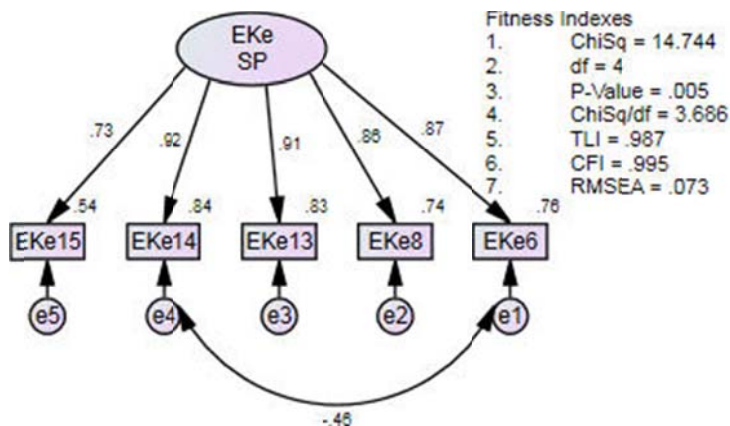 EKe
SP
Fitness Indexes
1. ChiSq = 14.744
2. df = 4
3. P-Value = .005
4. ChiSq/df = 3.686
5. TLI = .987
6. CFI = .995
7. RMSEA = .073
.73 .92 .91 .86 .87
.54 .84 .83 .74 .76
EKe15 EKe14 EKe13 EKe8 EKe6
e5 e4 e3 e2 e1
-.46